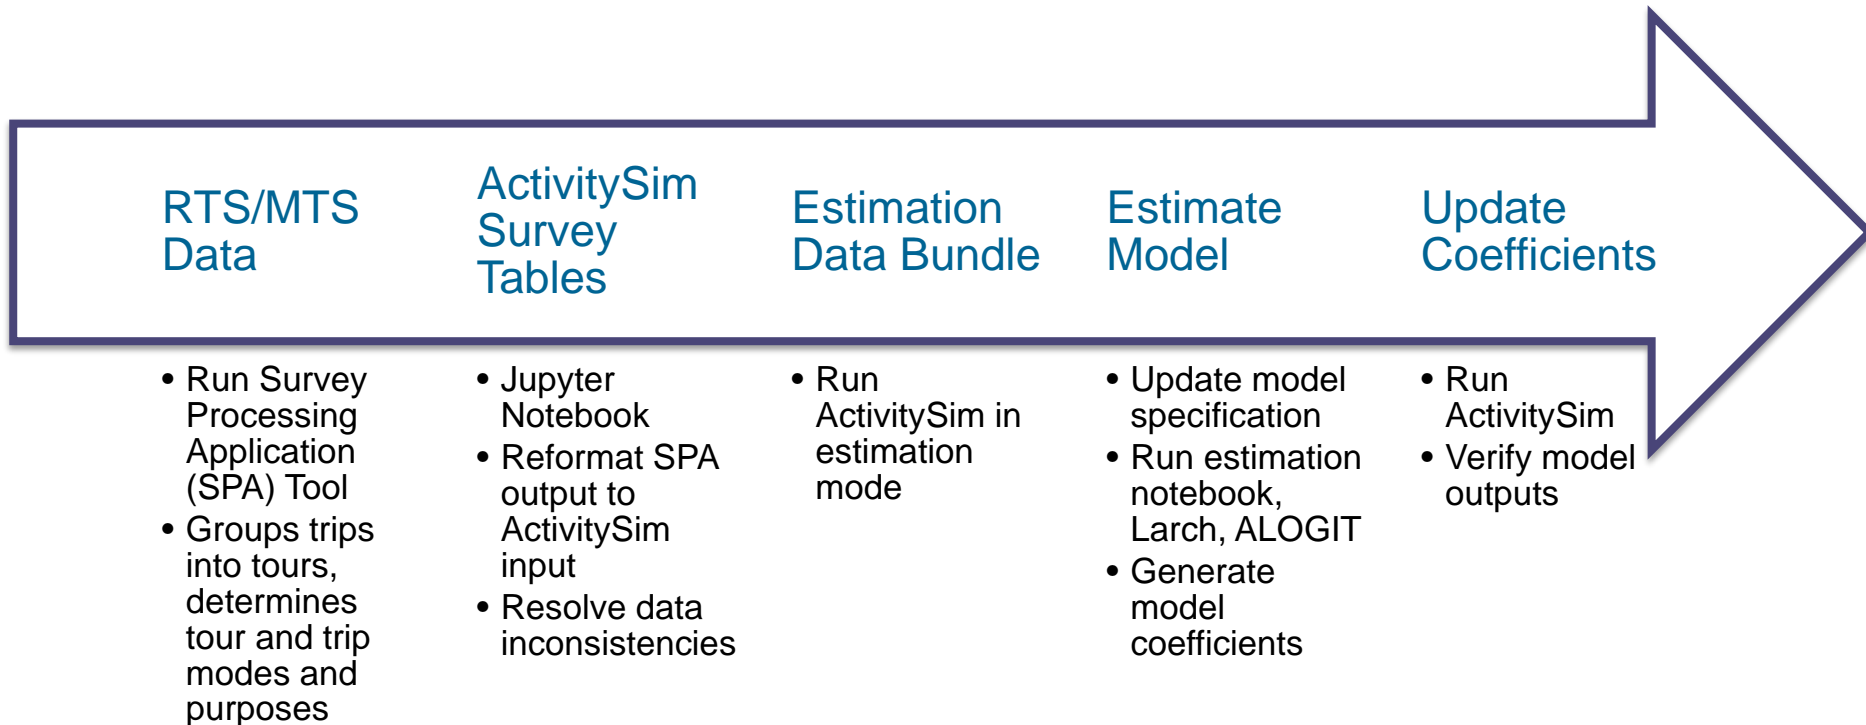 RTS/MTS
Data
ActivitySim
Survey
Tables
Estimation
Data Bundle
Estimate
Model
Update
Coefficients
• Run Survey
Processing
Application
(SPA) Tool
• Groups trips
into tours,
determines
tour and trip
modes and
purposes
• Jupyter
Notebook
• Reformat SPA
output to
ActivitySim
input
• Resolve data
inconsistencies
• Run
ActivitySim in
estimation
mode
• Update model
specification
• Run estimation
notebook,
Larch, ALOGIT
• Generate
model
coefficients
• Run
ActivitySim
• Verify model
outputs